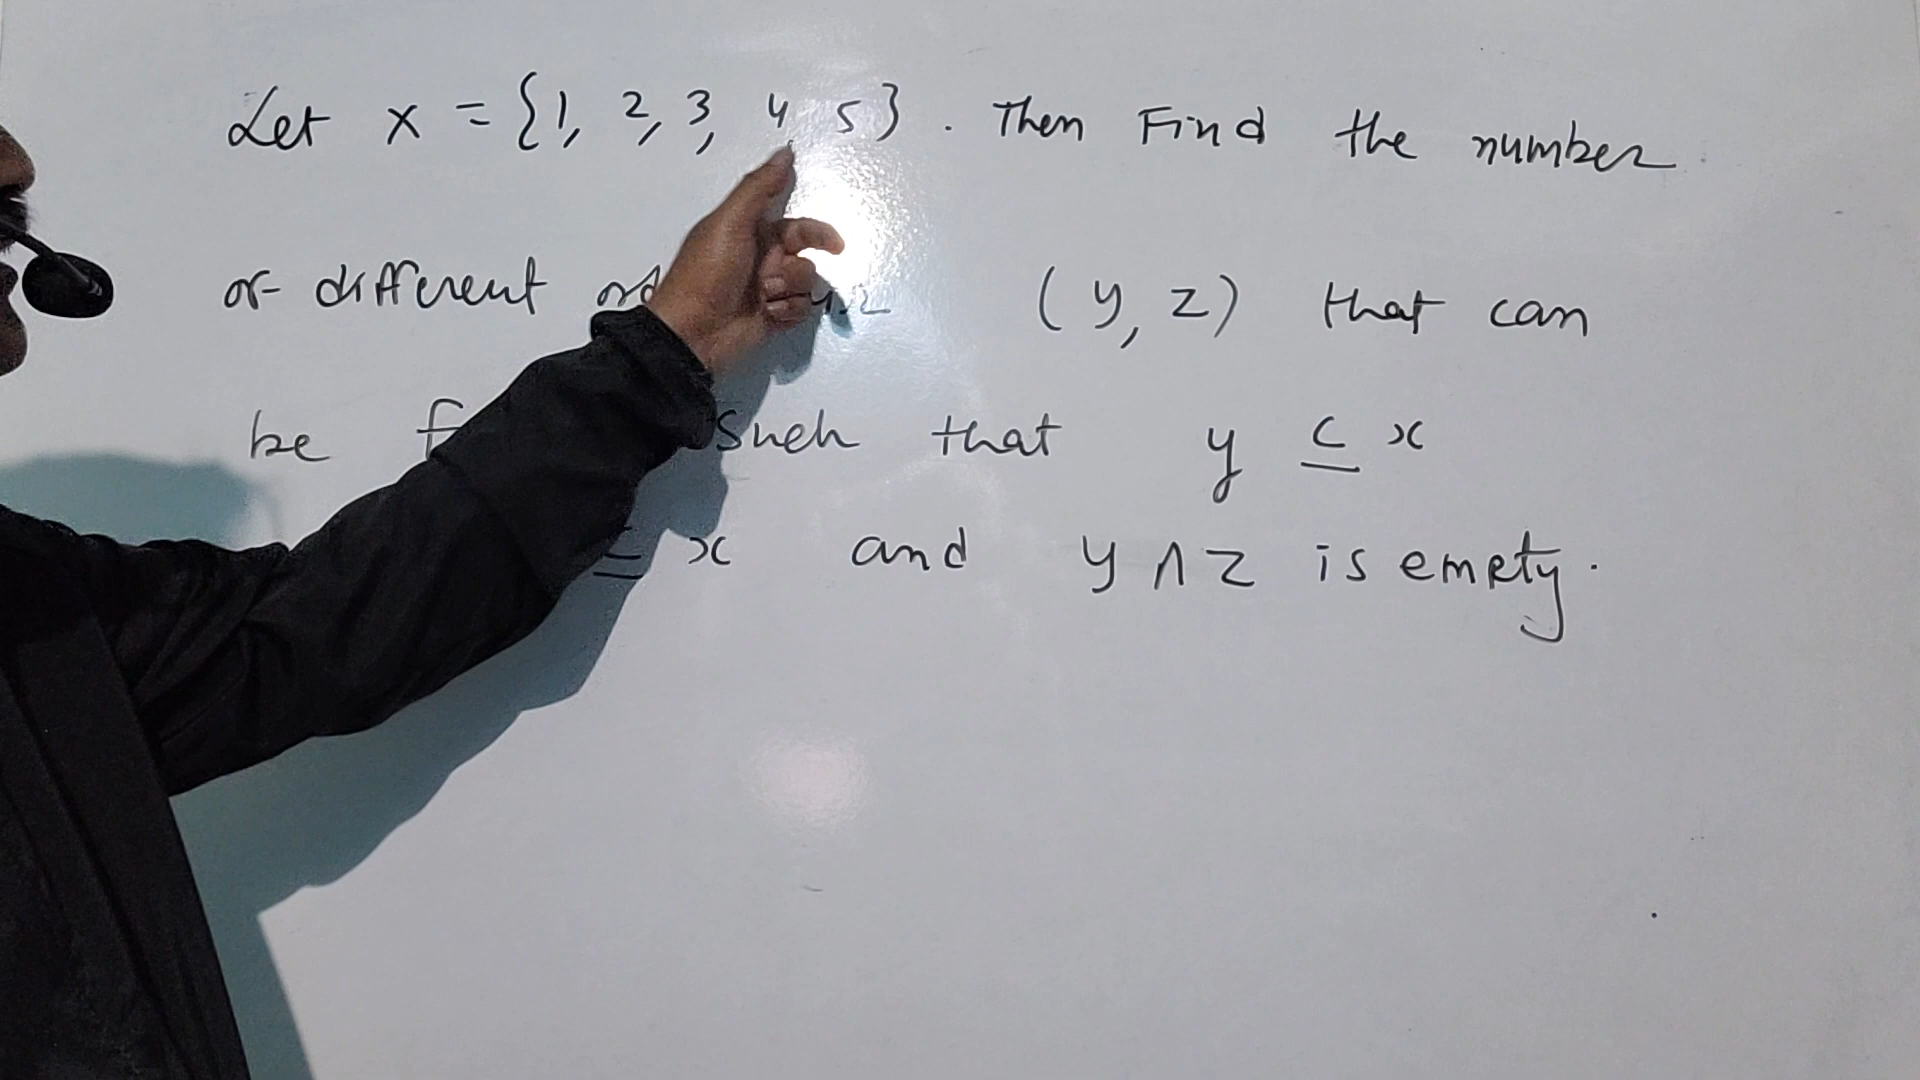 Let x = {1, 2, 3, 4, 5}. Then Find the number
of different (y, z) that can
be such that y ⊆ x
⊆ x and y ∩ z is empty.